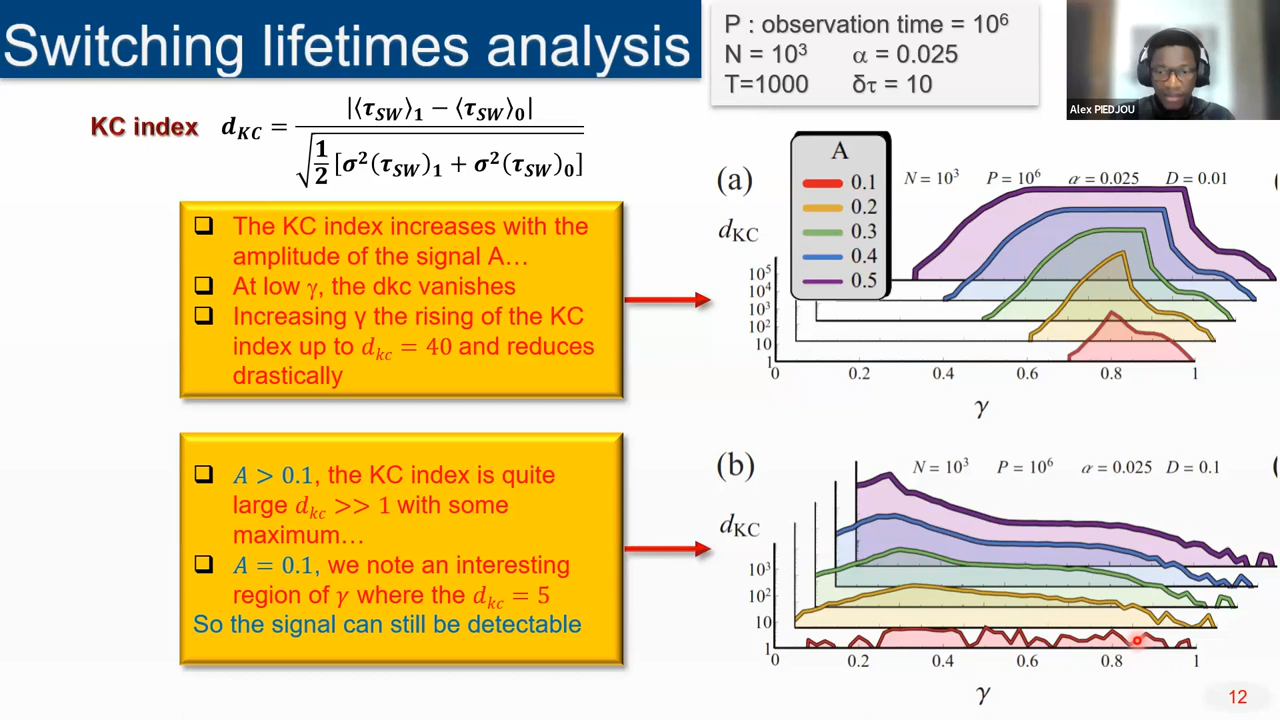 Switching lifetimes analysis
P : observation time = 10⁶
N = 10³ α = 0.025
T=1000 δτ = 10
Alex PIEDJOU
KC index d_KC = |⟨τ_SW⟩₁ − ⟨τ_SW⟩₀| / √(1/2 [σ²(τ_SW)₁ + σ²(τ_SW)₀])
❑ The KC index increases with the
amplitude of the signal A…
❑ At low γ, the dkc vanishes
❑ Increasing γ the rising of the KC
index up to d_kc = 40 and reduces
drastically
❑ A > 0.1, the KC index is quite
large d_kc >> 1 with some
maximum…
❑ A = 0.1, we note an interesting
region of γ where the d_kc = 5
So the signal can still be detectable
(a)
A
0.1
0.2
0.3
0.4
0.5
N = 10³ P = 10⁶ α = 0.025 D = 0.01
d_KC
10⁵
10⁴
10³
10²
10
1
0 0.2 0.4 0.6 0.8 1
γ
(b)
N = 10³ P = 10⁶ α = 0.025 D = 0.1
d_KC
10³
10²
10
1
0 0.2 0.4 0.6 0.8 1
γ
12